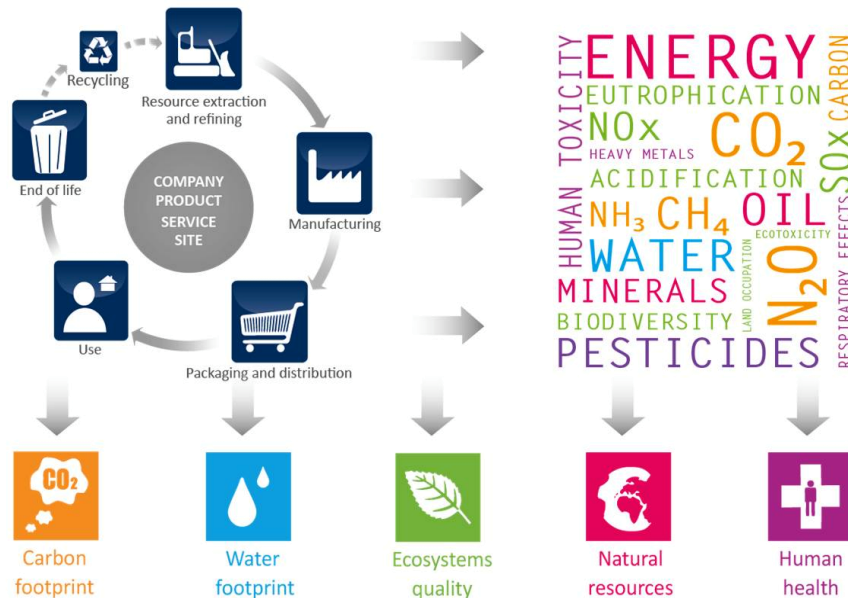 Recycling
Resource extraction
and refining
Manufacturing
Packaging and distribution
Use
End of life
COMPANY
PRODUCT
SERVICE
SITE
HUMAN TOXICITY
ENERGY
EUTROPHICATION
NOx
HEAVY METALS
CO₂
SOx
CARBON
ACIDIFICATION
NH₃
CH₄
OIL
ECOTOXICITY
WATER
LAND OCCUPATION
N₂O
RESPIRATORY EFFECTS
MINERALS
BIODIVERSITY
PESTICIDES
CO₂
Carbon
footprint
Water
footprint
Ecosystems
quality
Natural
resources
Human
health